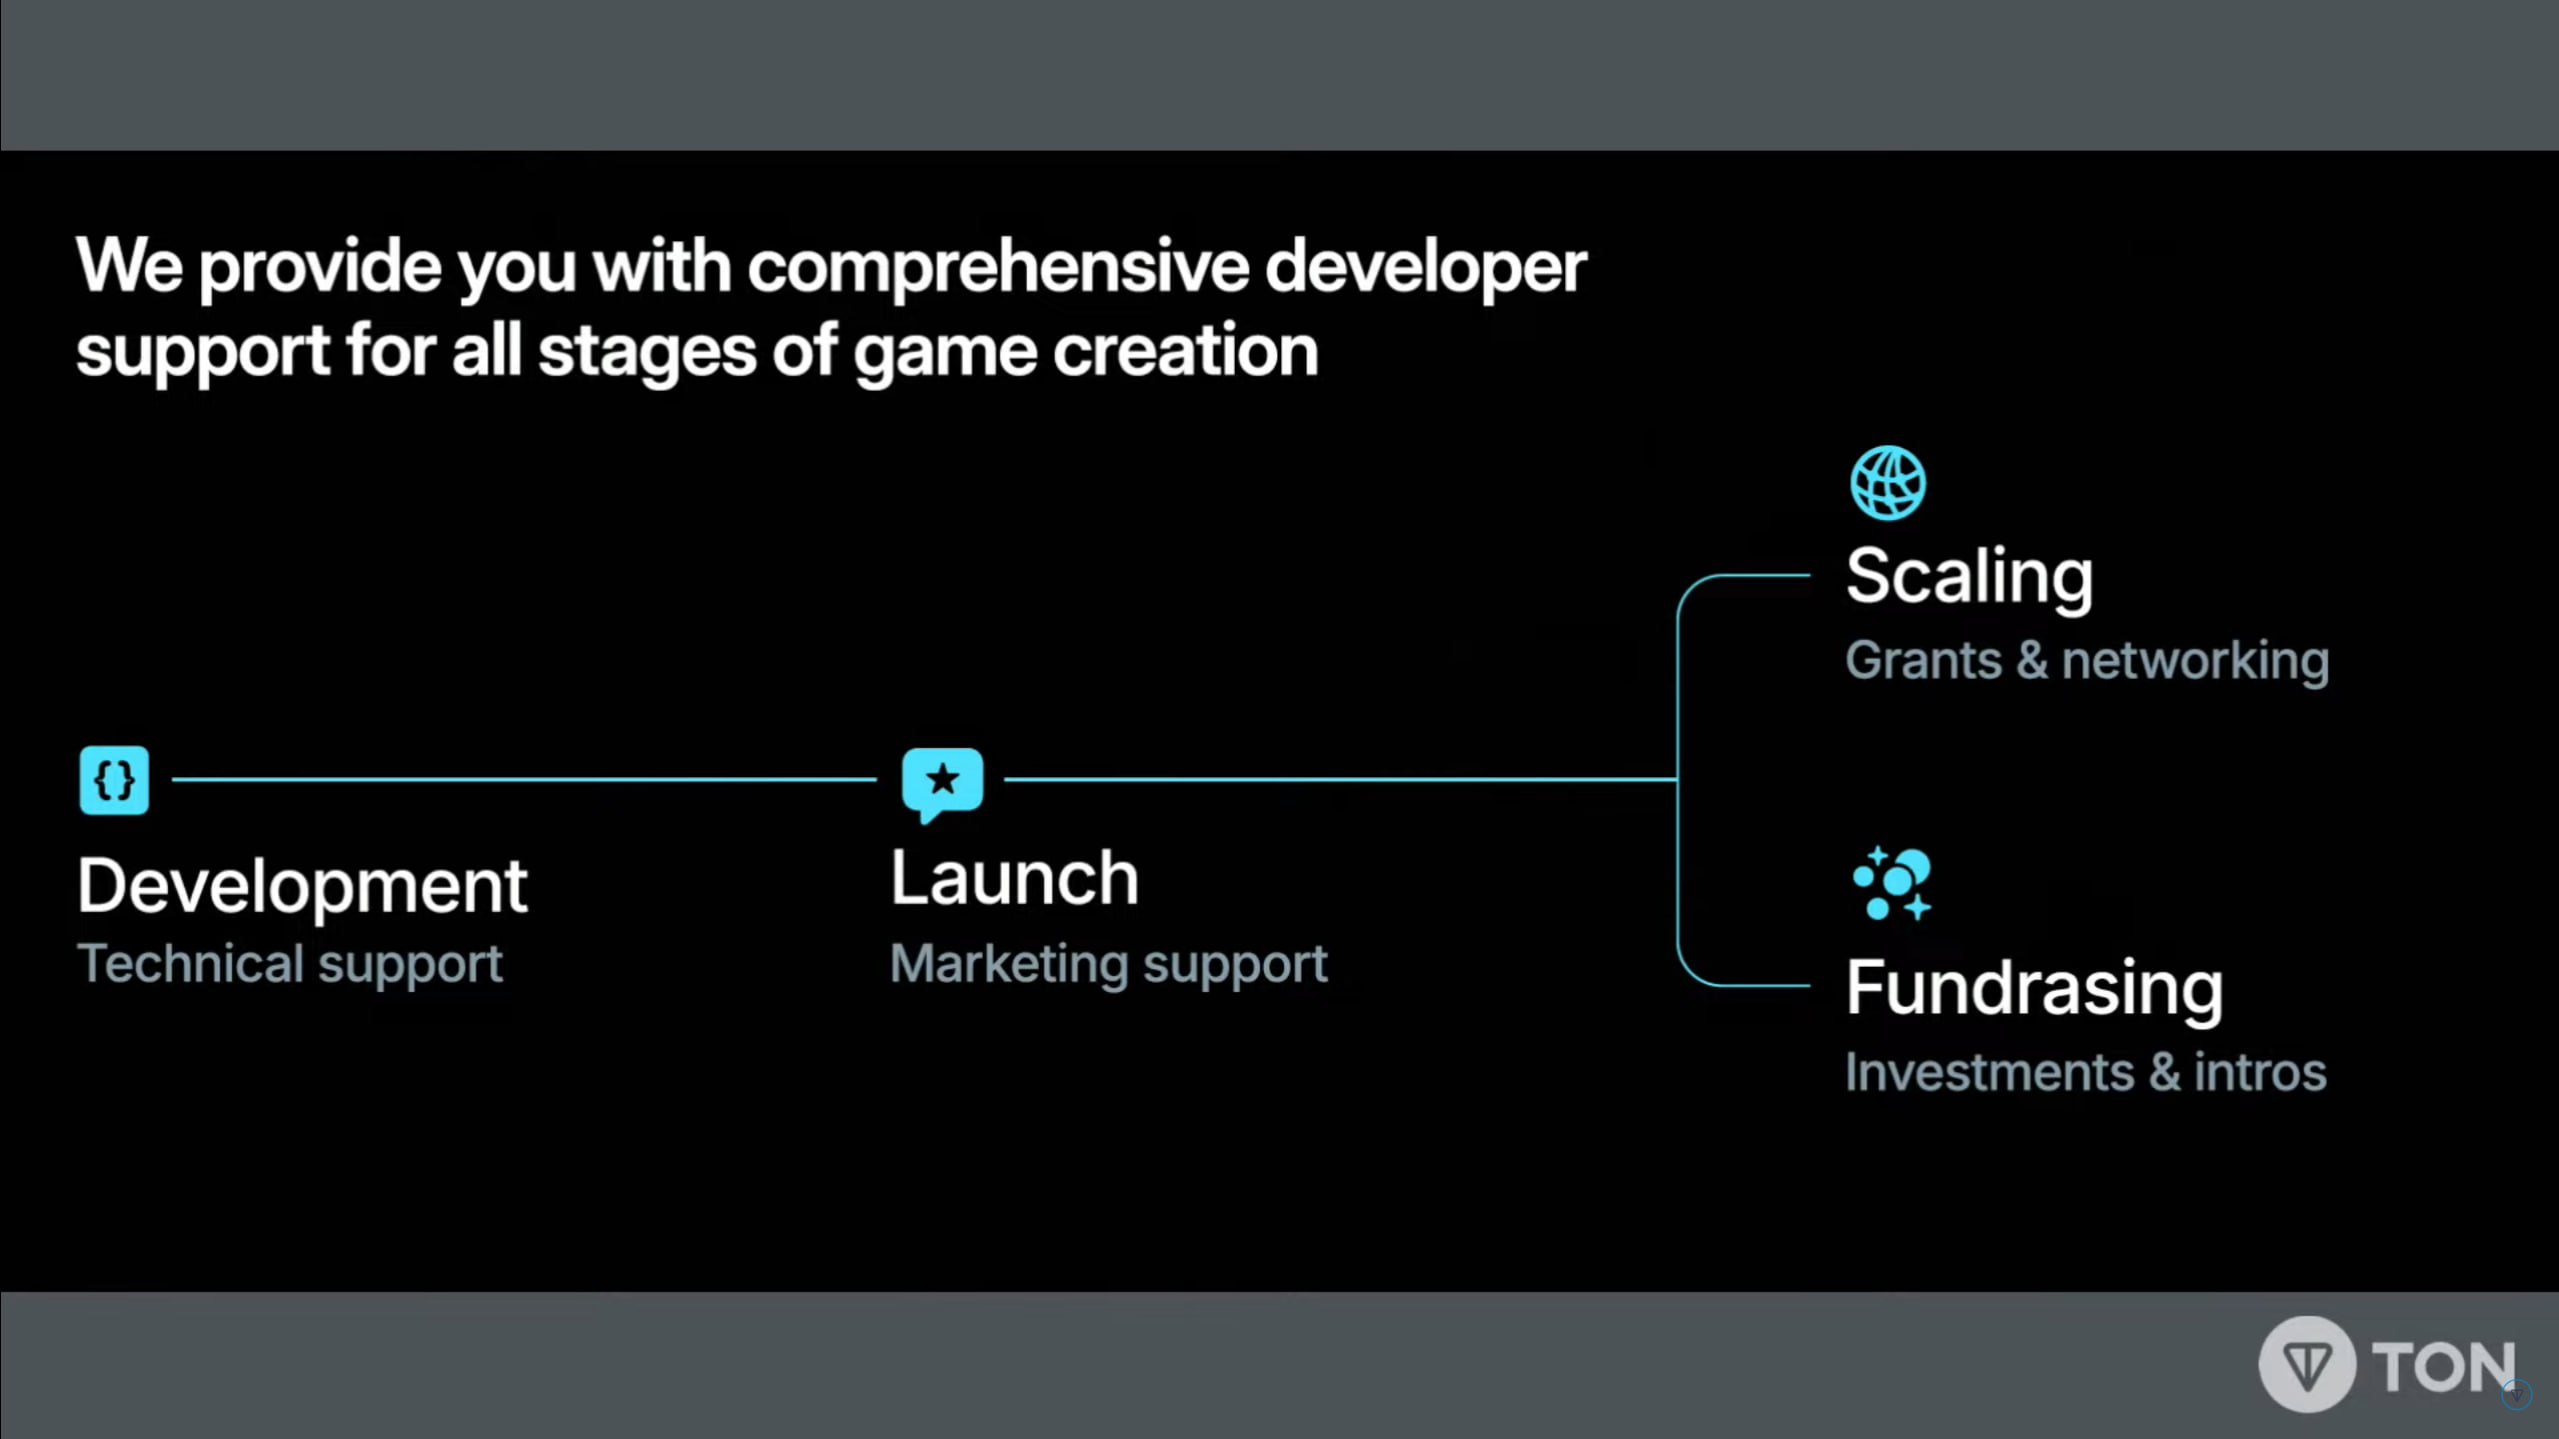 We provide you with comprehensive developer
support for all stages of game creation
{}
Development
Technical support
Launch
Marketing support
Scaling
Grants & networking
Fundrasing
Investments & intros
TON